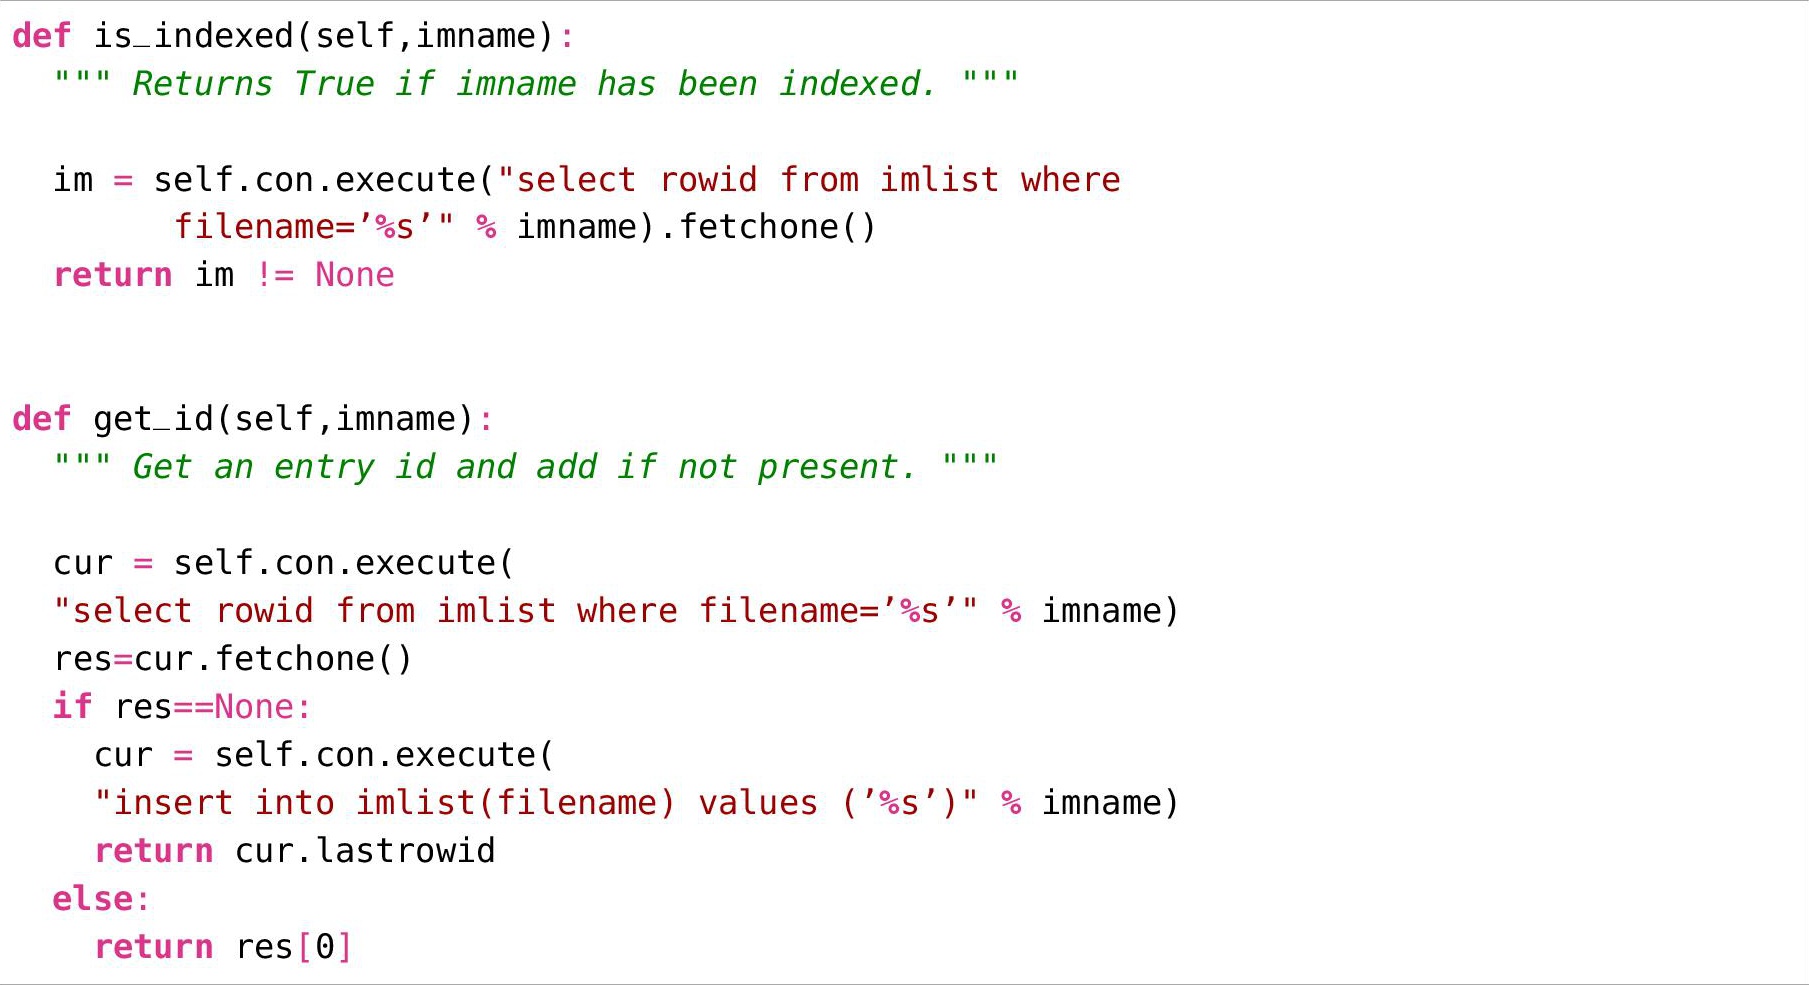 def is_indexed(self,imname):
  """ Returns True if imname has been indexed. """
  im = self.con.execute("select rowid from imlist where
        filename=’%s’" % imname).fetchone()
  return im != None
def get_id(self,imname):
  """ Get an entry id and add if not present. """
  cur = self.con.execute(
  "select rowid from imlist where filename=’%s’" % imname)
  res=cur.fetchone()
  if res==None:
    cur = self.con.execute(
    "insert into imlist(filename) values (’%s’)" % imname)
    return cur.lastrowid
  else:
    return res[0]